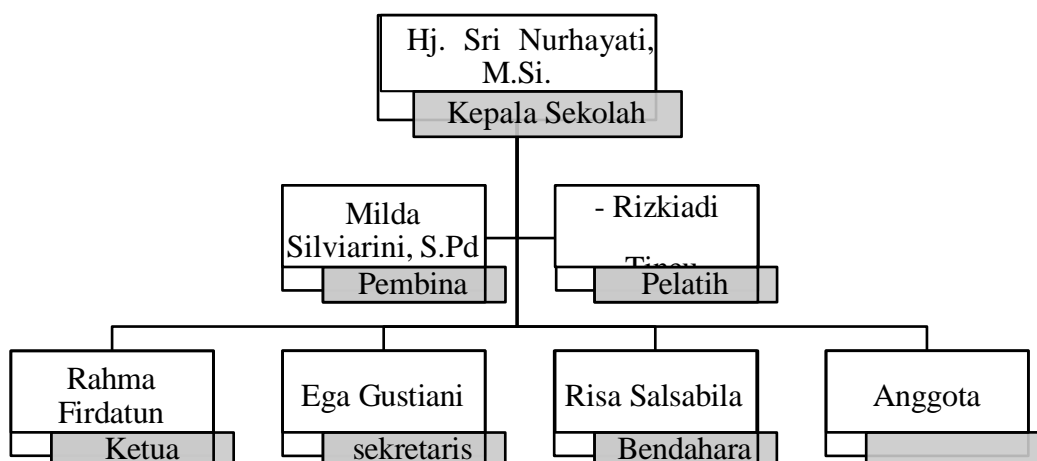 Hj. Sri Nurhayati,
M.Si.
Kepala Sekolah
Milda
Silviarini, S.Pd
Pembina
- Rizkiadi
Pelatih
Rahma
Firdatun
Ketua
Ega Gustiani
sekretaris
Risa Salsabila
Bendahara
Anggota